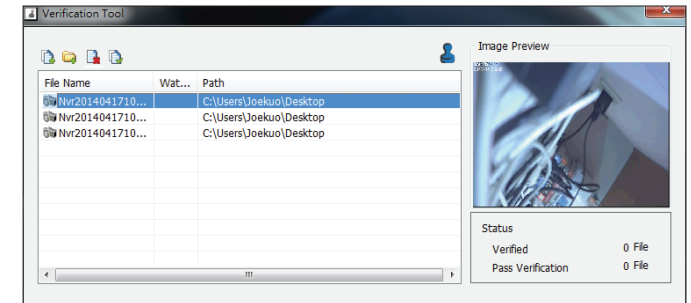 Verification Tool
Image Preview
File Name Wat... Path
Nvr2014041710... C:\Users\Joekuo\Desktop
Nvr2014041710... C:\Users\Joekuo\Desktop
Nvr2014041710... C:\Users\Joekuo\Desktop
Status
Verified 0 File
Pass Verification 0 File